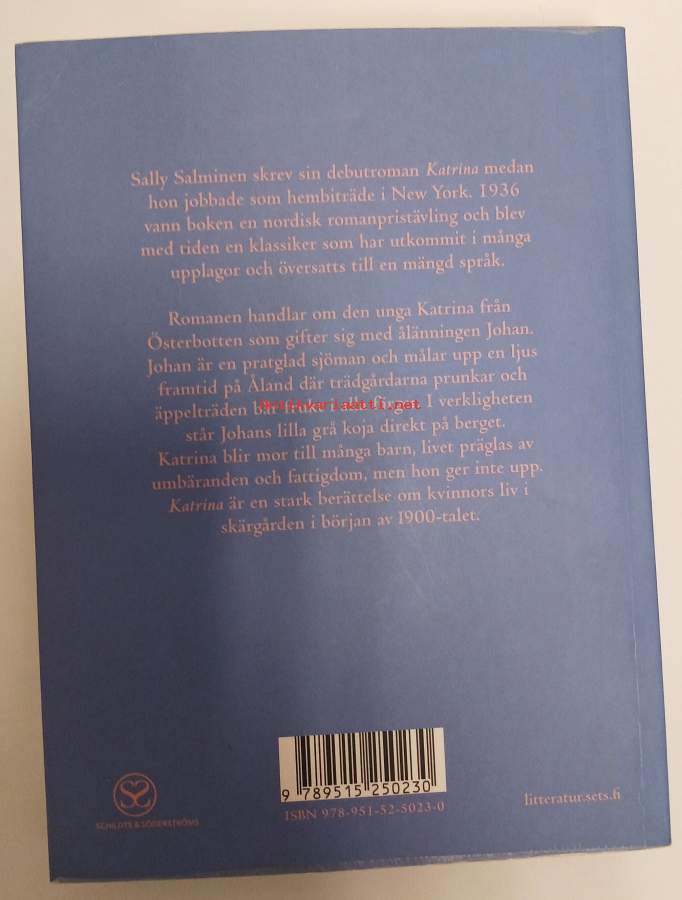 Sally Salminen skrev sin debutroman Katrina medan
hon jobbade som hembiträde i New York. 1936
vann boken en nordisk romanpristävling och blev
med tiden en klassiker som har utkommit i många
upplagor och översatts till en mängd språk.
Romanen handlar om den unga Katrina från
Österbotten som gifter sig med ålänningen Johan.
Johan är en pratglad sjöman och målar upp en ljus
framtid på Åland där trädgårdarna prunkar och
äppelträden bär frukt I verkligheten
Antikvariaatti.net
står Johans lilla grå koja direkt på berget.
Katrina blir mor till många barn, livet präglas av
umbäranden och fattigdom, men hon ger inte upp.
Katrina är en stark berättelse om kvinnors liv i
skärgården i början av 1900-talet.
9 789515 250230
ISBN 978-951-52-5023-0
SCHILDTS & SÖDERSTRÖMS
litteratur.sets.fi